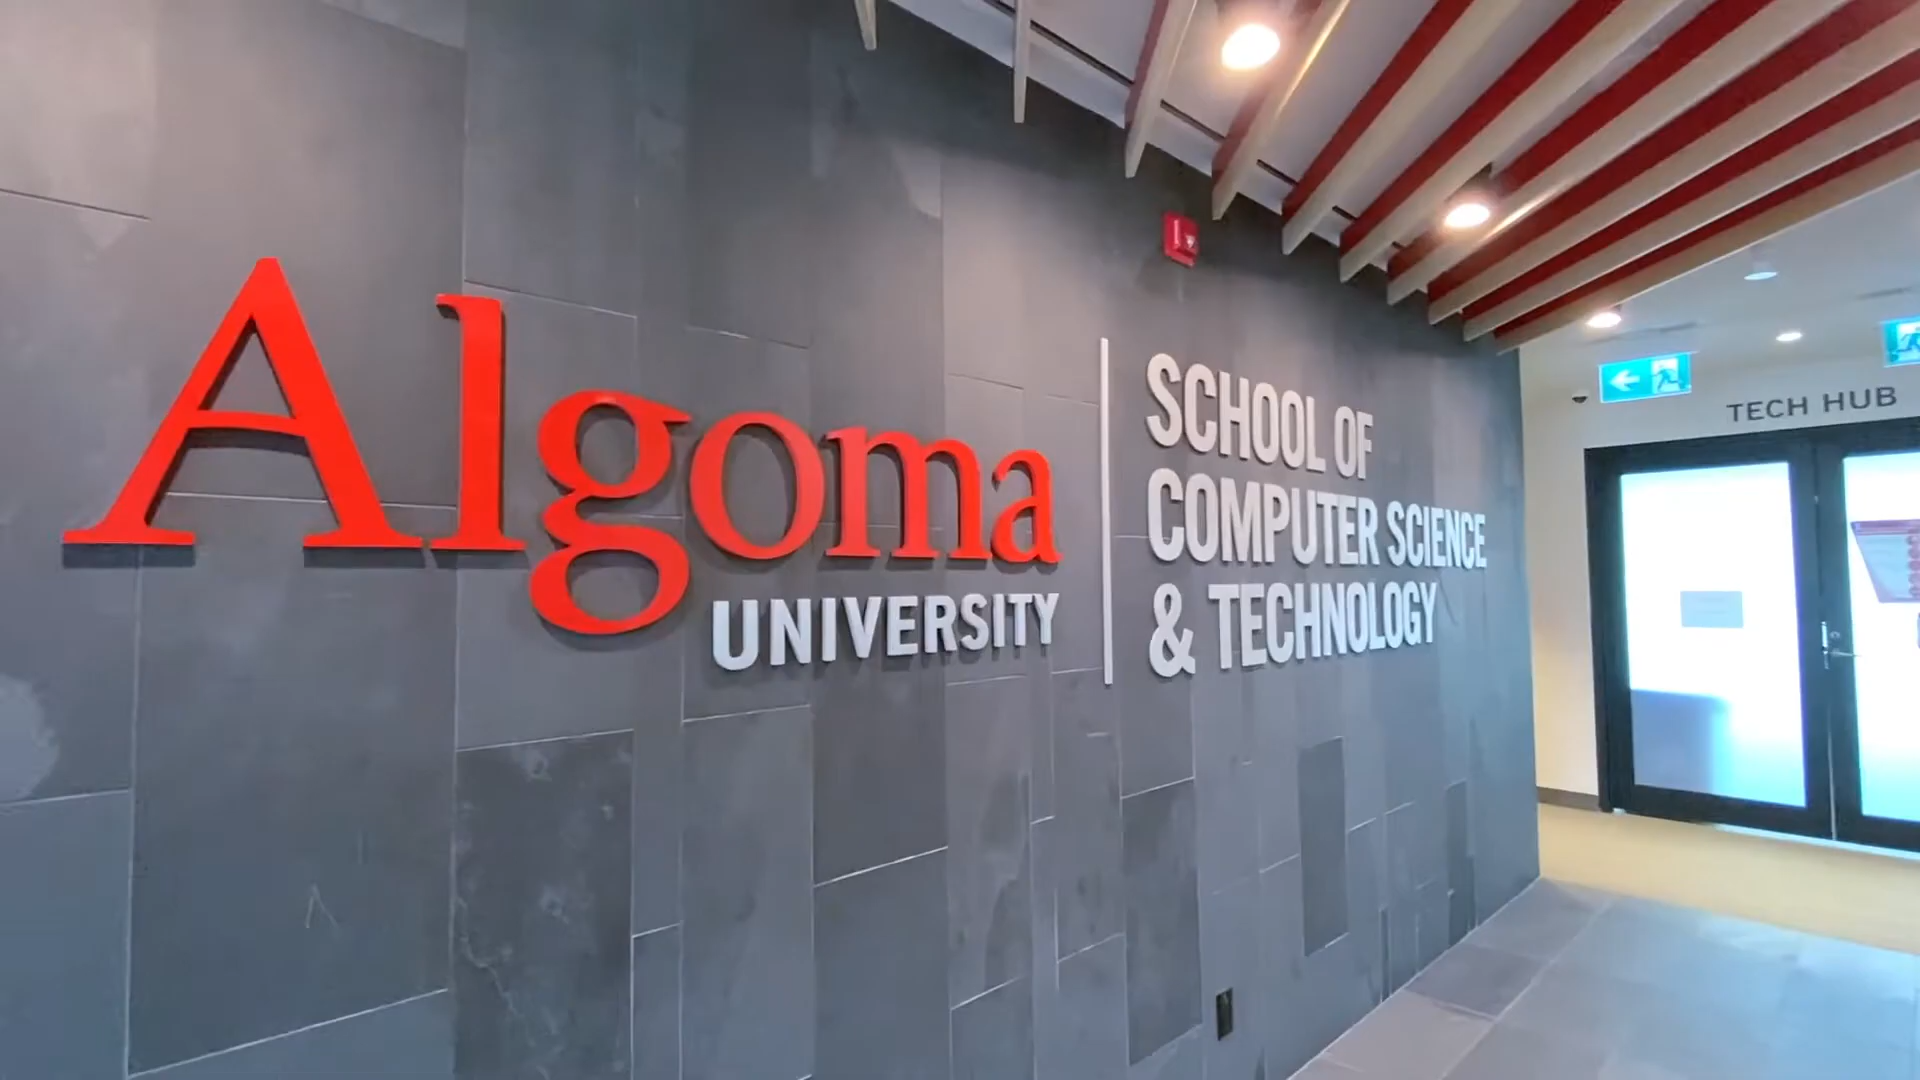 Algoma
UNIVERSITY
SCHOOL OF
COMPUTER SCIENCE
& TECHNOLOGY
TECH HUB